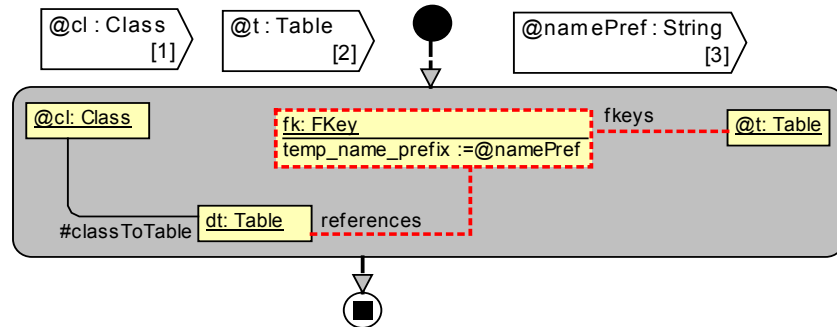 @cl : Class
[1]
@t : Table
[2]
@namePref : String
[3]
@cl: Class
fk: FKey
temp_name_prefix :=@namePref
fkeys
@t: Table
#classToTable
dt: Table
references